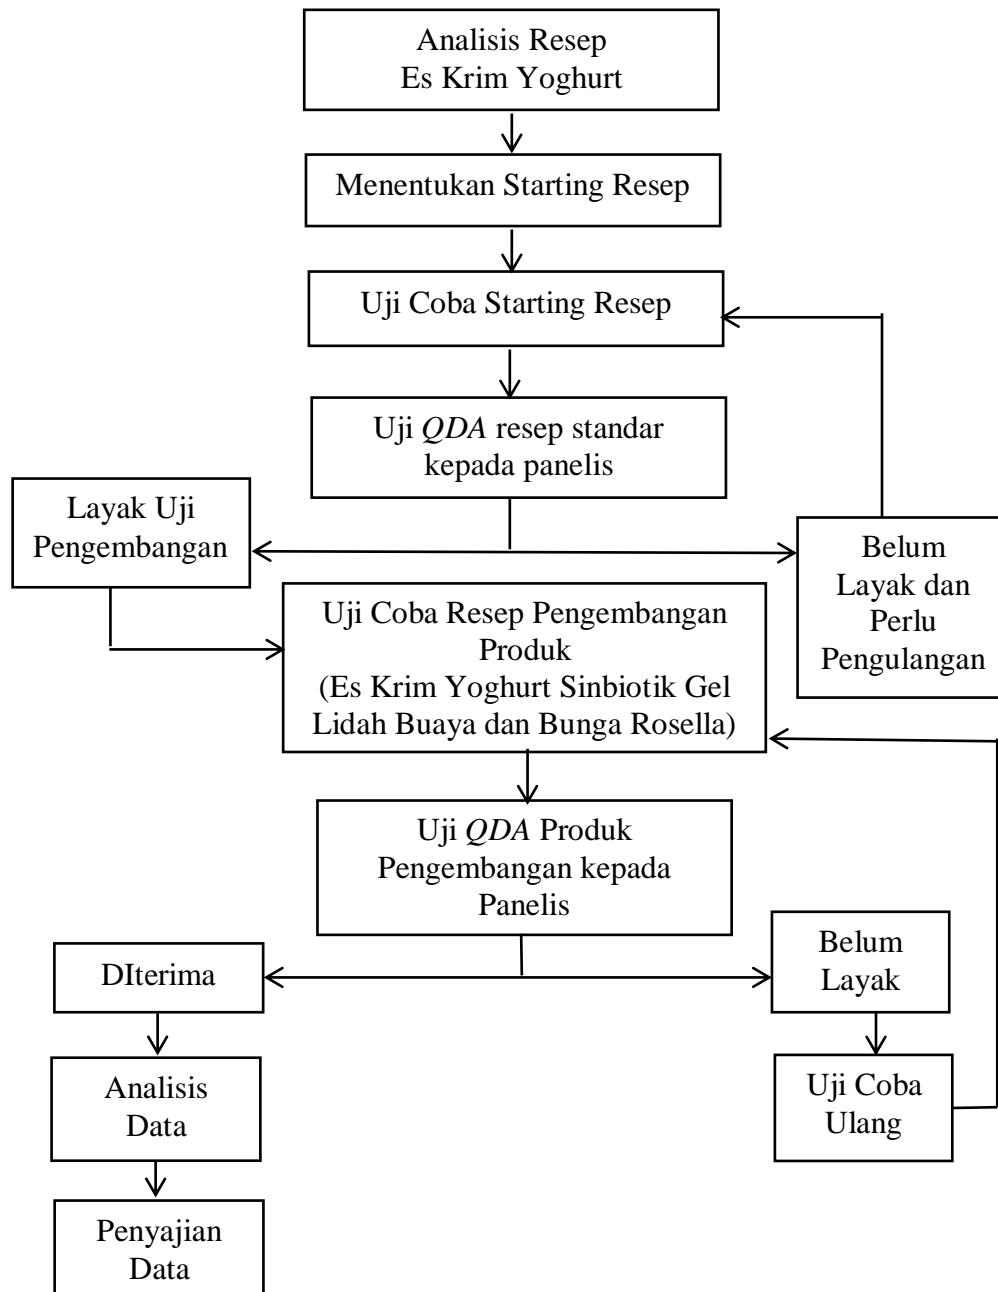 Analisis Resep
Es Krim Yoghurt
Menentukan Starting Resep
Uji Coba Starting Resep
Uji QDA resep standar
kepada panelis
Layak Uji
Pengembangan
Belum
Layak dan
Perlu
Pengulangan
Uji Coba Resep Pengembangan
Produk
(Es Krim Yoghurt Sinbiotik Gel
Lidah Buaya dan Bunga Rosella)
Uji QDA Produk
Pengembangan kepada
Panelis
DIterima
Belum
Layak
Analisis
Data
Uji Coba
Ulang
Penyajian
Data